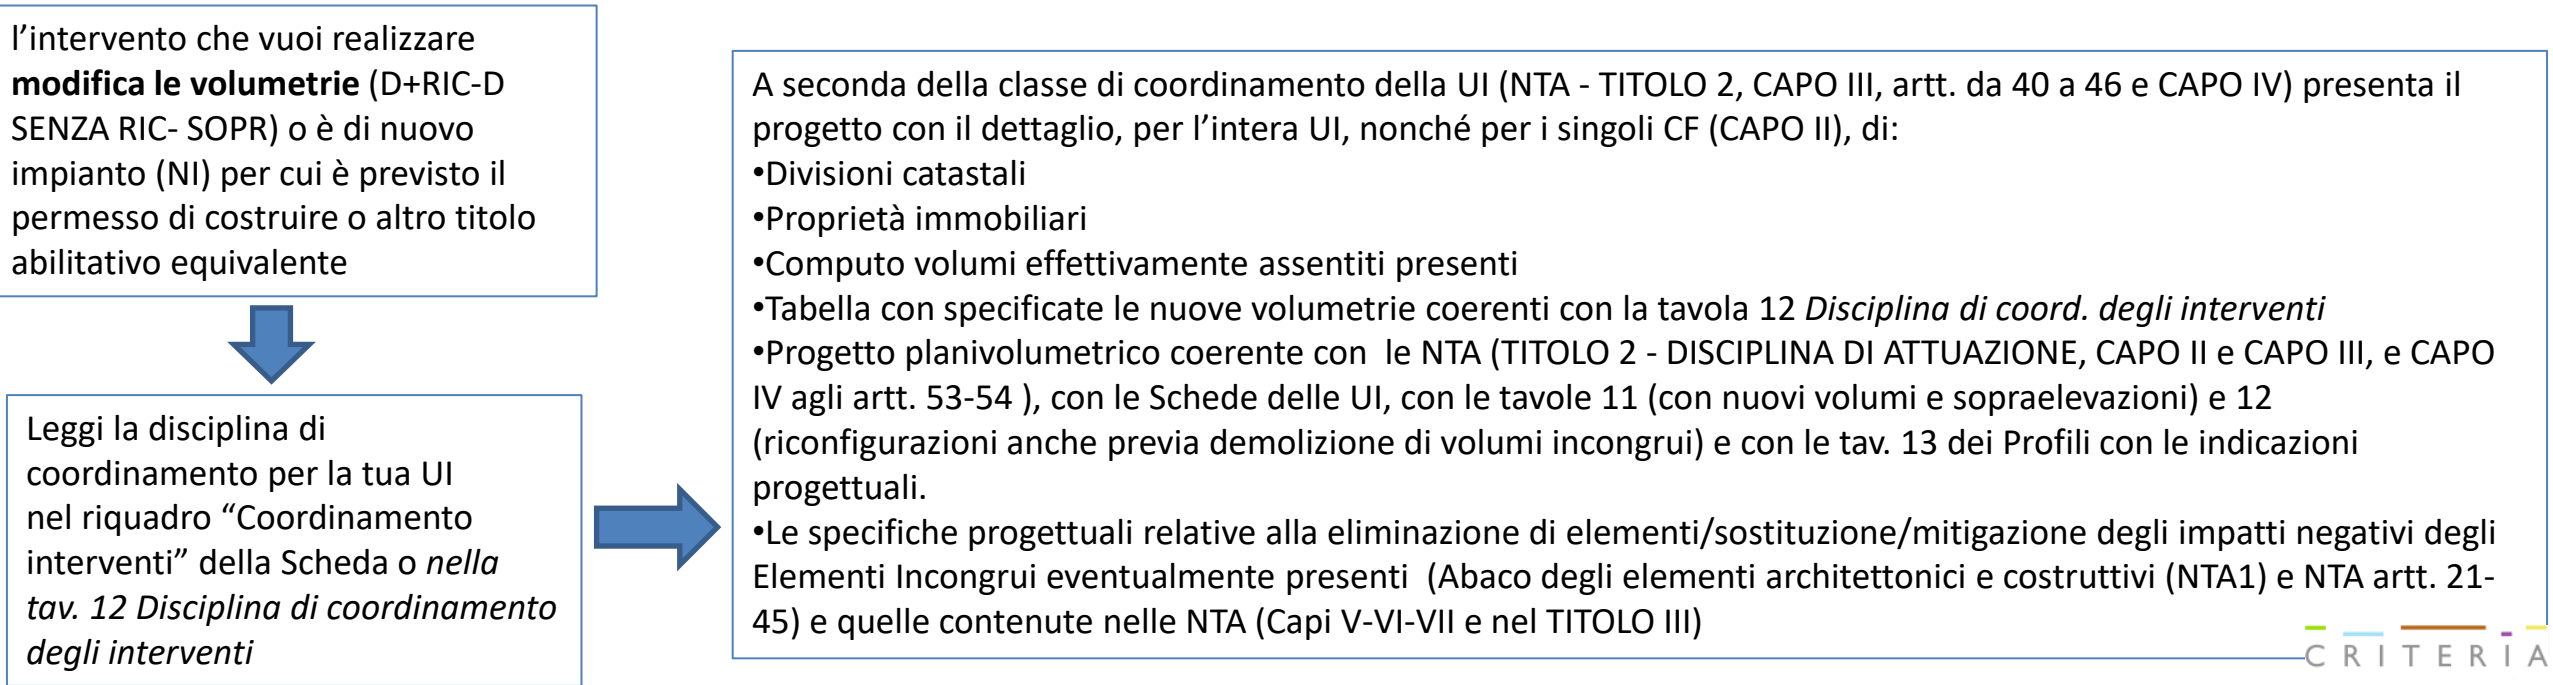 l’intervento che vuoi realizzare
modifica le volumetrie (D+RIC-D
SENZA RIC- SOPR) o è di nuovo
impianto (NI) per cui è previsto il
permesso di costruire o altro titolo
abilitativo equivalente
Leggi la disciplina di
coordinamento per la tua UI
nel riquadro “Coordinamento
interventi” della Scheda o nella
tav. 12 Disciplina di coordinamento
degli interventi
A seconda della classe di coordinamento della UI (NTA - TITOLO 2, CAPO III, artt. da 40 a 46 e CAPO IV) presenta il
progetto con il dettaglio, per l’intera UI, nonché per i singoli CF (CAPO II), di:
•Divisioni catastali
•Proprietà immobiliari
•Computo volumi effettivamente assentiti presenti
•Tabella con specificate le nuove volumetrie coerenti con la tavola 12 Disciplina di coord. degli interventi
•Progetto planivolumetrico coerente con le NTA (TITOLO 2 - DISCIPLINA DI ATTUAZIONE, CAPO II e CAPO III, e CAPO
IV agli artt. 53-54 ), con le Schede delle UI, con le tavole 11 (con nuovi volumi e sopraelevazioni) e 12
(riconfigurazioni anche previa demolizione di volumi incongrui) e con le tav. 13 dei Profili con le indicazioni
progettuali.
•Le specifiche progettuali relative alla eliminazione di elementi/sostituzione/mitigazione degli impatti negativi degli
Elementi Incongrui eventualmente presenti (Abaco degli elementi architettonici e costruttivi (NTA1) e NTA artt. 21-
45) e quelle contenute nelle NTA (Capi V-VI-VII e nel TITOLO III)
CRITERIA